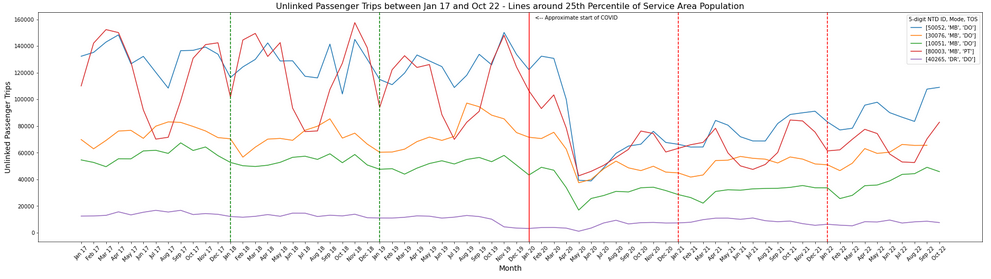 Unlinked Passenger Trips between Jan 17 and Oct 22 - Lines around 25th Percentile of Service Area Population
<-- Approximate start of COVID
5-digit NTD ID, Mode, TOS
[50052, 'MB', 'DO']
[30076, 'MB', 'DO']
[10051, 'MB', 'DO']
[80003, 'MB', 'PT']
[40265, 'DR', 'DO']
Unlinked Passenger Trips
160000
140000
120000
100000
80000
60000
40000
20000
0
Jan 17
Feb 17
Mar 17
Apr 17
May 17
Jun 17
Jul 17
Aug 17
Sep 17
Oct 17
Nov 17
Dec 17
Jan 18
Feb 18
Mar 18
Apr 18
May 18
Jun 18
Jul 18
Aug 18
Sep 18
Oct 18
Nov 18
Dec 18
Jan 19
Feb 19
Mar 19
Apr 19
May 19
Jun 19
Jul 19
Aug 19
Sep 19
Oct 19
Nov 19
Dec 19
Jan 20
Feb 20
Mar 20
Apr 20
May 20
Jun 20
Jul 20
Aug 20
Sep 20
Oct 20
Nov 20
Dec 20
Jan 21
Feb 21
Mar 21
Apr 21
May 21
Jun 21
Jul 21
Aug 21
Sep 21
Oct 21
Nov 21
Dec 21
Jan 22
Feb 22
Mar 22
Apr 22
May 22
Jun 22
Jul 22
Aug 22
Sep 22
Oct 22
Month